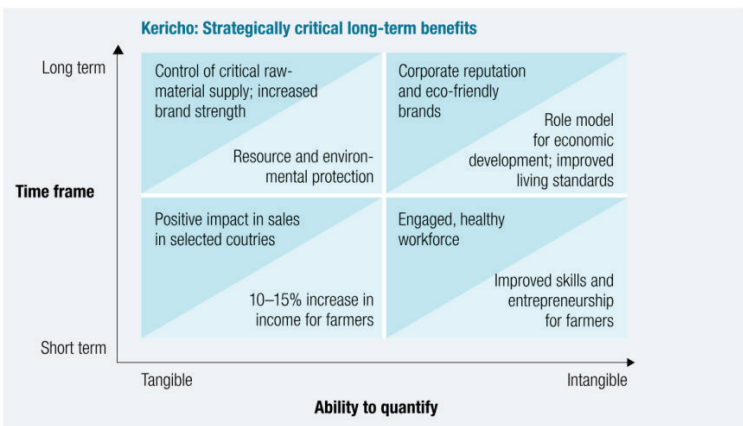 Kericho: Strategically critical long-term benefits
Long term
Control of critical raw-
material supply; increased
brand strength
Resource and environ-
mental protection
Corporate reputation
and eco-friendly
brands
Role model
for economic
development; improved
living standards
Time frame
Positive impact in sales
in selected coutries
10–15% increase in
income for farmers
Engaged, healthy
workforce
Improved skills and
entrepreneurship
for farmers
Short term
Tangible
Intangible
Ability to quantify